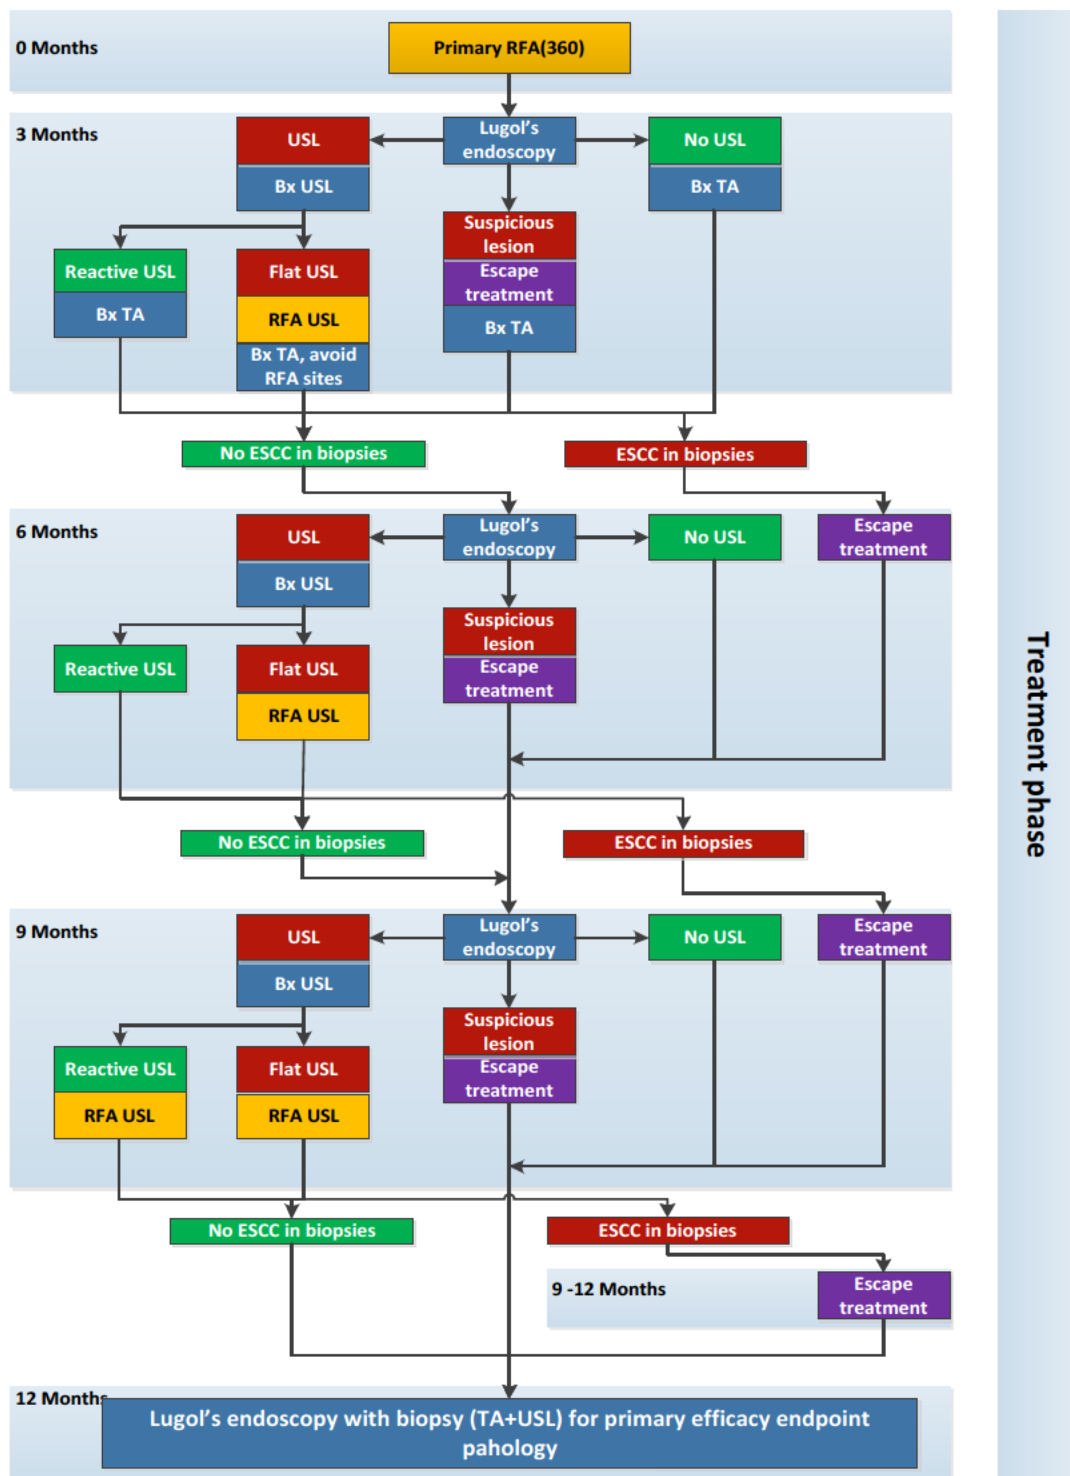 0 Months
Primary RFA(360)
3 Months
USL
Lugol's
endoscopy
No USL
Bx USL
Bx TA
Suspicious
lesion
Escape
treatment
Bx TA
Reactive USL
Bx TA
Flat USL
RFA USL
Bx TA, avoid
RFA sites
No ESCC in biopsies
ESCC in biopsies
6 Months
USL
Lugol's
endoscopy
No USL
Escape
treatment
Bx USL
Suspicious
lesion
Escape
treatment
Reactive USL
Flat USL
RFA USL
No ESCC in biopsies
ESCC in biopsies
9 Months
USL
Lugol's
endoscopy
No USL
Escape
treatment
Bx USL
Suspicious
lesion
Escape
treatment
Reactive USL
RFA USL
Flat USL
RFA USL
No ESCC in biopsies
ESCC in biopsies
9 -12 Months
Escape
treatment
12 Months
Lugol's endoscopy with biopsy (TA+USL) for primary efficacy endpoint
pahology
Treatment phase